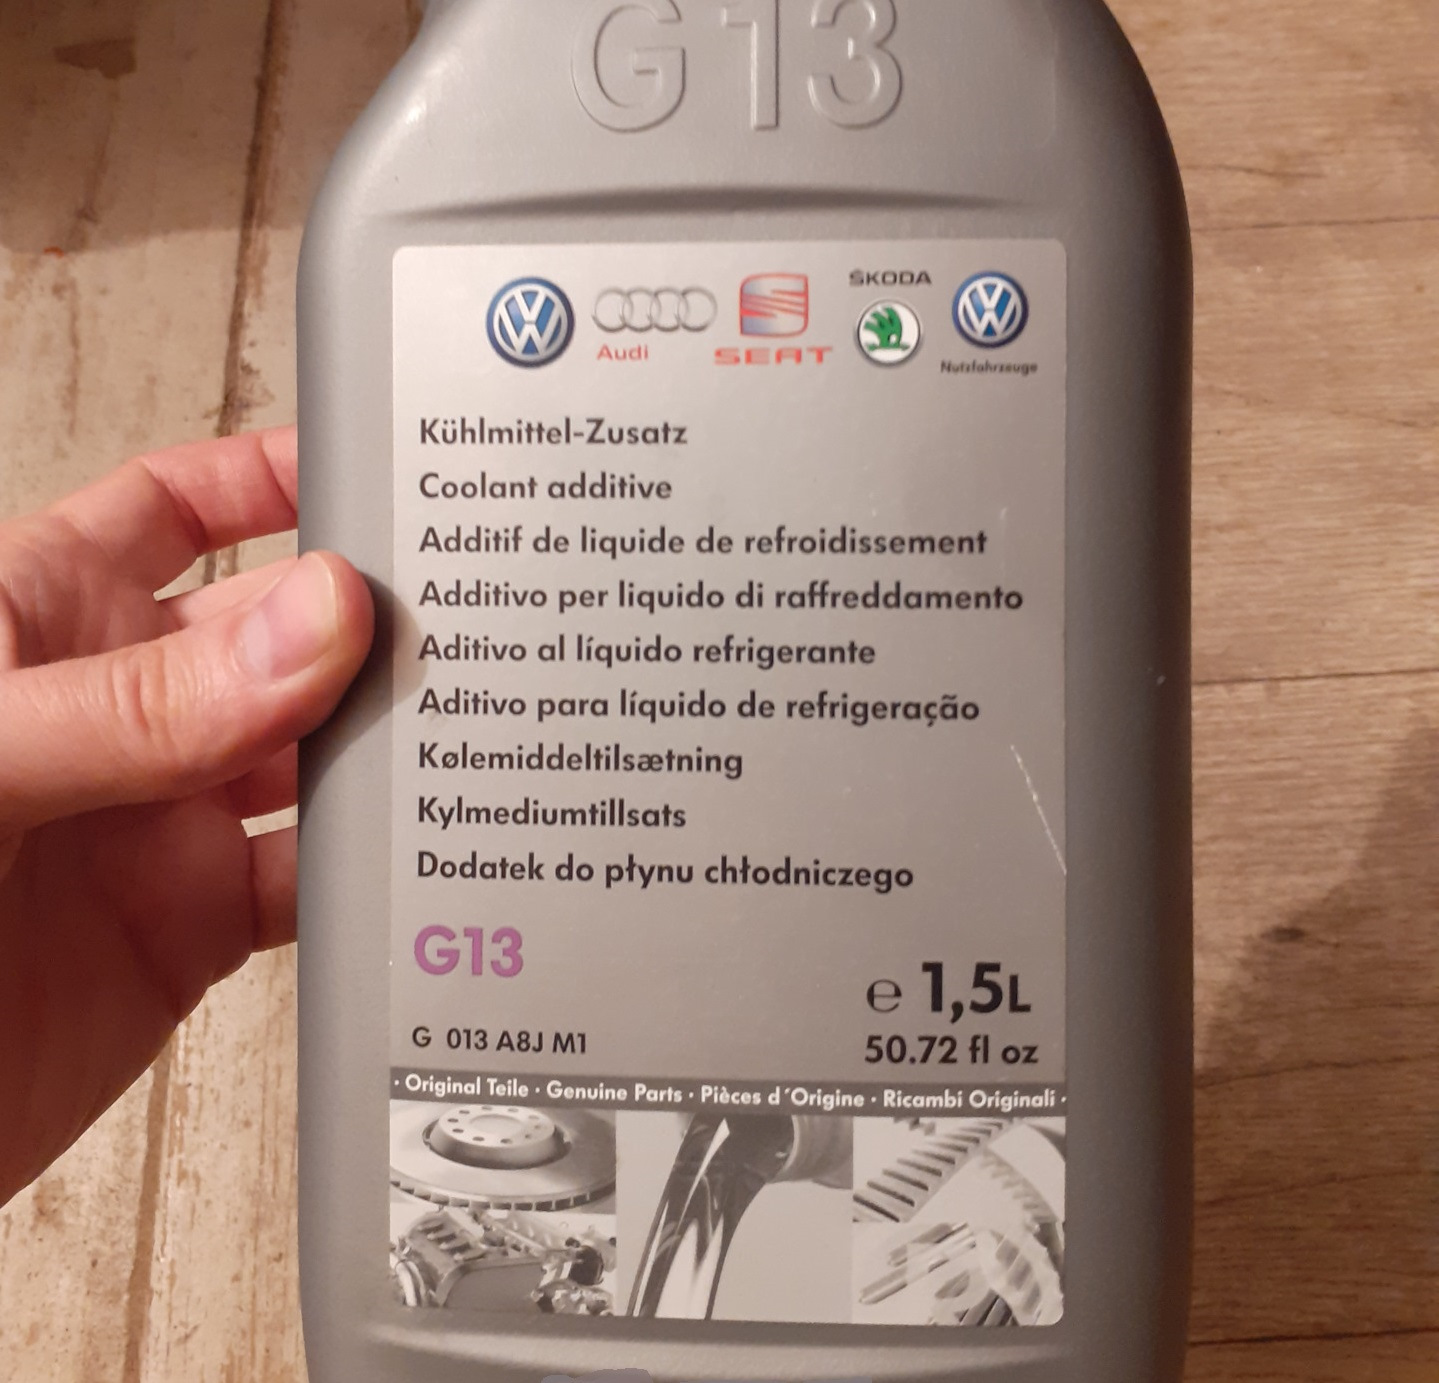 G13
ŠKODA
Audi
SEAT
Nutzfahrzeuge
Kühlmittel-Zusatz
Coolant additive
Additif de liquide de refroidissement
Additivo per liquido di raffreddamento
Aditivo al líquido refrigerante
Aditivo para líquido de refrigeração
Kølemiddeltilsætning
Kylmediumtillsats
Dodatek do płynu chłodniczego
G13
e 1,5L
G 013 A8J M1
50.72 fl oz
· Original Teile · Genuine Parts · Pièces d´Origine · Ricambi Originali ·